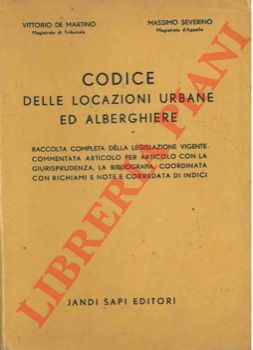 VITTORIO DE MARTINO
Magistrato di Tribunale
MASSIMO SEVERINO
Magistrato d'Appello
CODICE
DELLE LOCAZIONI URBANE
ED ALBERGHIERE
RACCOLTA COMPLETA DELLA LEGISLAZIONE VIGENTE.
COMMENTATA ARTICOLO PER ARTICOLO CON LA
GIURISPRUDENZA, LA BIBLIOGRAFIA, COORDINATA
CON RICHIAMI E NOTE E CORREDATA DI INDICI
JANDI SAPI EDITORI
LIBRERIA PIANI